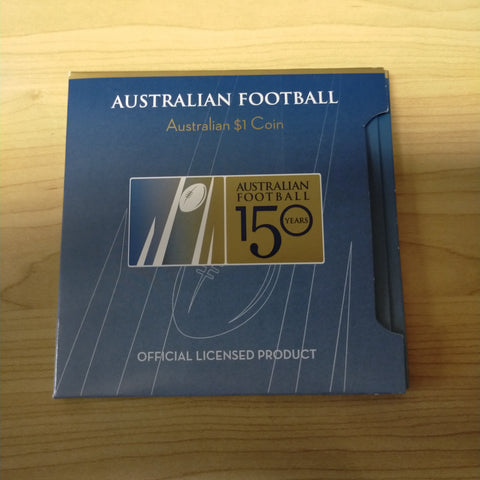 AUSTRALIAN FOOTBALL
Australian $1 Coin
AUSTRALIAN
FOOTBALL
150
YEARS
OFFICIAL LICENSED PRODUCT